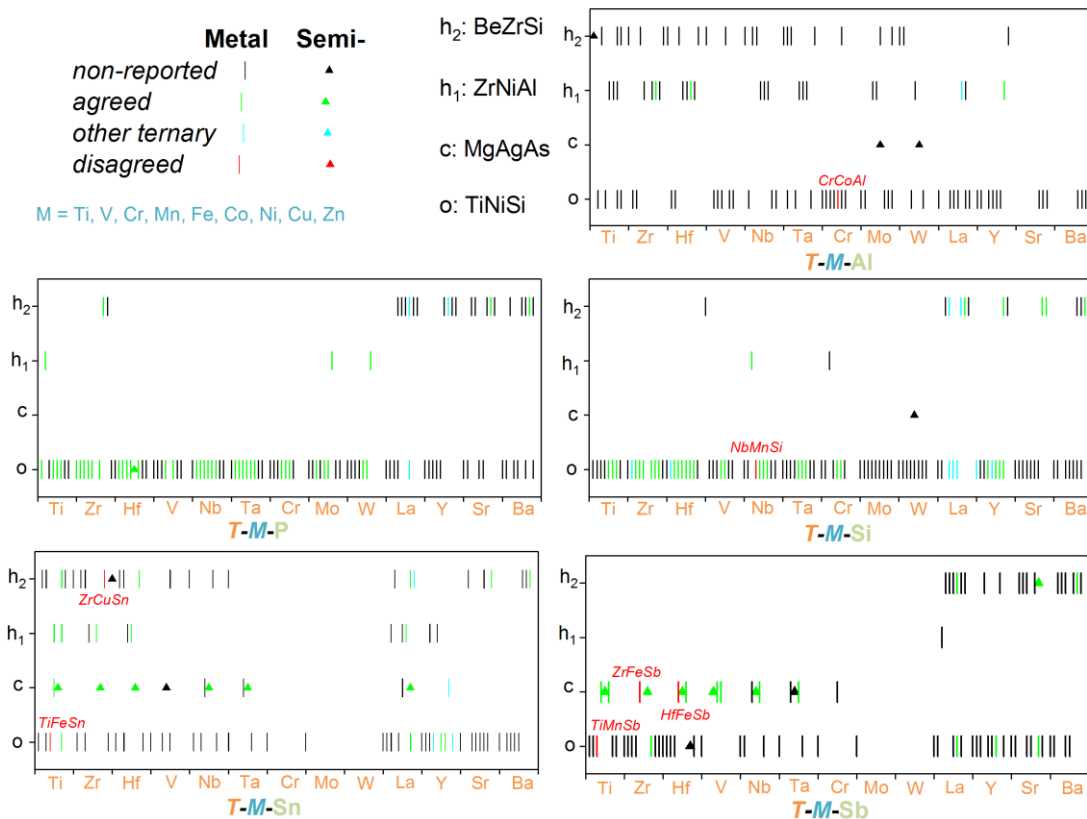 Metal Semi-
non-reported
agreed
other ternary
disagreed
M = Ti, V, Cr, Mn, Fe, Co, Ni, Cu, Zn
h2: BeZrSi
h1: ZrNiAl
c: MgAgAs
o: TiNiSi
h2
h1
c
o
CrCoAl
Ti Zr Hf V Nb Ta Cr Mo W La Y Sr Ba
T-M-Al
h2
h1
c
o
Ti Zr Hf V Nb Ta Cr Mo W La Y Sr Ba
T-M-P
h2
h1
c
o
NbMnSi
Ti Zr Hf V Nb Ta Cr Mo W La Y Sr Ba
T-M-Si
h2
ZrCuSn
h1
c
TiFeSn
o
Ti Zr Hf V Nb Ta Cr Mo W La Y Sr Ba
T-M-Sn
h2
h1
ZrFeSb
c
HfFeSb
TiMnSb
o
Ti Zr Hf V Nb Ta Cr Mo W La Y Sr Ba
T-M-Sb